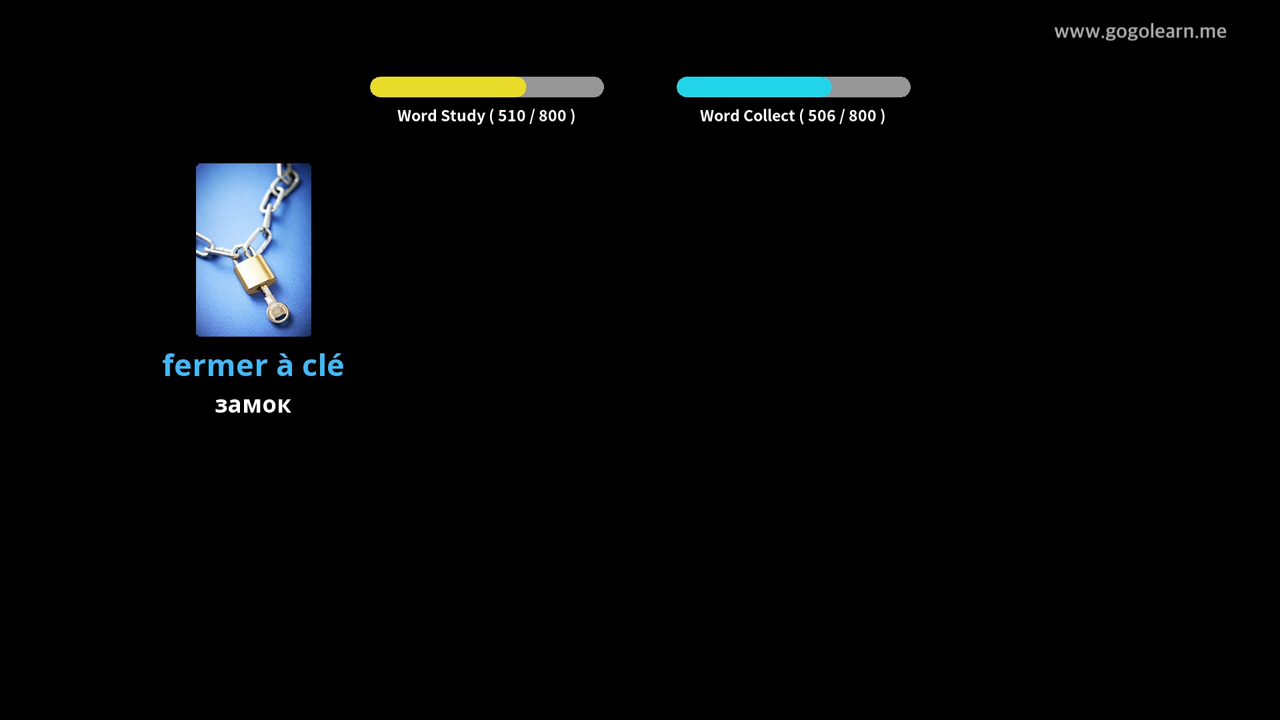 www.gogolearn.me
Word Study ( 510 / 800 )
Word Collect ( 506 / 800 )
fermer à clé
замок